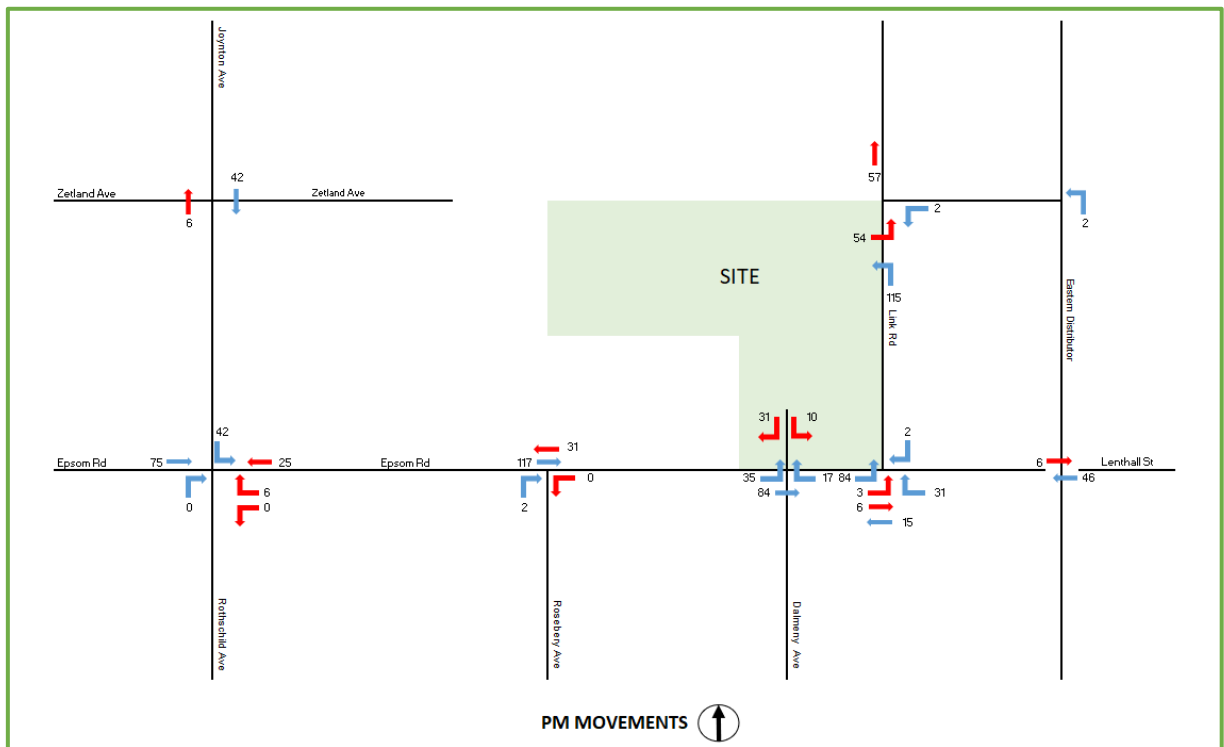 Joynton Ave
42
57
Zetland Ave
Zetland Ave
6
2
2
54
SITE
115
Link Rd
Eastern Distributor
42
31
10
2
Epsom Rd
75
25
Epsom Rd
117
31
6
Lenthall St
0
6
0
2
0
35
17
84
84
3
31
46
6
15
Rothschild Ave
Rosebery Ave
Dalmeny Ave
PM MOVEMENTS